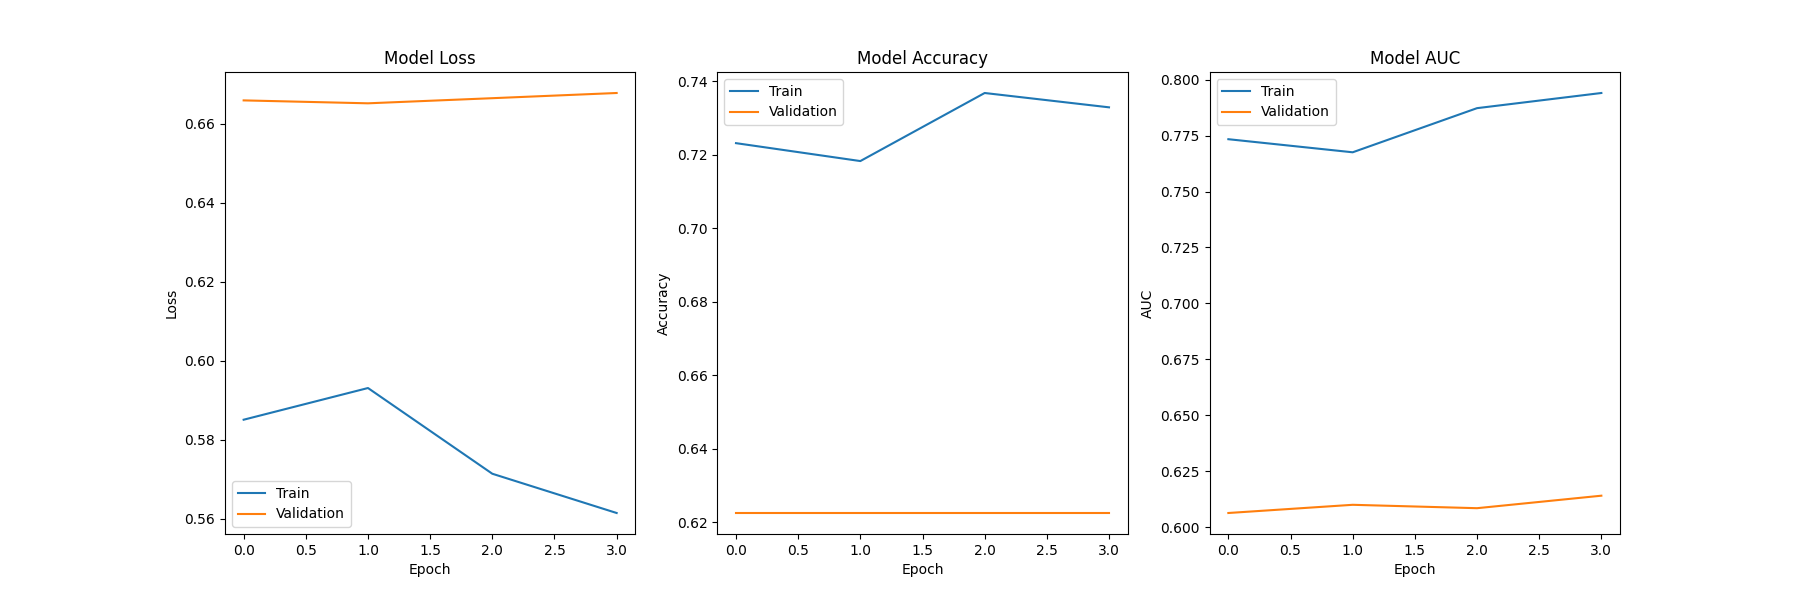 Model Loss
Loss
0.66
0.64
0.62
0.60
0.58
0.56
Train
Validation
0.0 0.5 1.0 1.5 2.0 2.5 3.0
Epoch
Model Accuracy
Accuracy
0.74
0.72
0.70
0.68
0.66
0.64
0.62
Train
Validation
0.0 0.5 1.0 1.5 2.0 2.5 3.0
Epoch
Model AUC
AUC
0.800
0.775
0.750
0.725
0.700
0.675
0.650
0.625
0.600
Train
Validation
0.0 0.5 1.0 1.5 2.0 2.5 3.0
Epoch